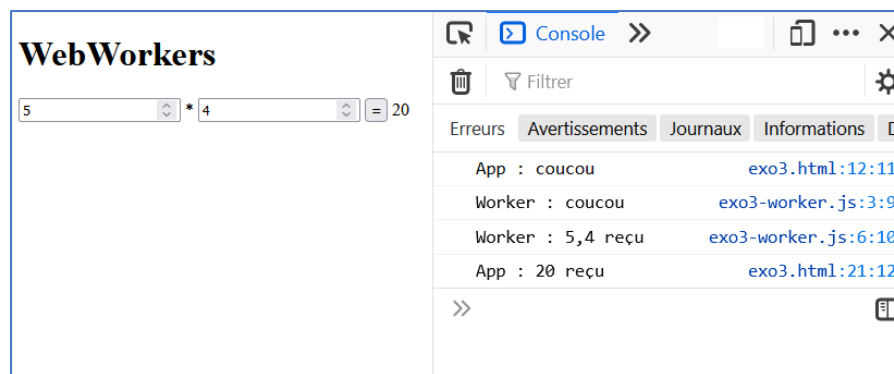 WebWorkers
5 * 4 = 20
Console
Filtrer
Erreurs Avertissements Journaux Informations
App : coucou exo3.html:12:11
Worker : coucou exo3-worker.js:3:9
Worker : 5,4 reçu exo3-worker.js:6:10
App : 20 reçu exo3.html:21:12